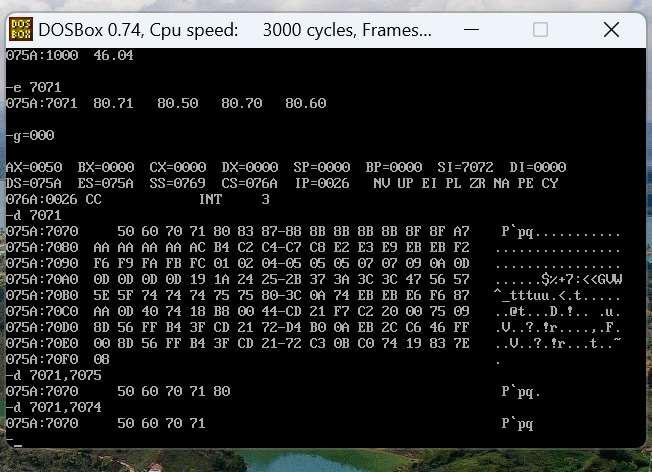 DOS
BOX
DOSBox 0.74, Cpu speed: 3000 cycles, Frames...
075A:1000 46.04
-e 7071
075A:7071 80.71 80.50 80.70 80.60
-g=000
AX=0050 BX=0000 CX=0000 DX=0000 SP=0000 BP=0000 SI=7072 DI=0000
DS=075A ES=075A SS=0769 CS=076A IP=0026 NV UP EI PL ZR NA PE CY
076A:0026 CC INT 3
-d 7071
075A:7070 50 60 70 71 80 83 87-88 8B 8B 8B 8B 8F 8F A7 P`pq...........
075A:7080 AA AA AA AA AC B4 C2 C4-C7 C8 E2 E3 E9 EB EB F2 ................
075A:7090 F6 F9 FA FB FC 01 02 04-05 05 05 07 07 09 0A 0D ................
075A:70A0 0D 0D 0D 0D 19 1A 24 25-2B 37 3A 3C 3C 47 56 57 ......$%+7:<<GVW
075A:70B0 5E 5F 74 74 74 75 75 80-3C 0A 74 EB EB E6 F6 87 ^_tttuu.<.t.....
075A:70C0 AA 0D 40 74 18 B8 00 44-CD 21 F7 C2 20 00 75 09 ..@t...D.!.. .u.
075A:70D0 8D 56 FF B4 3F CD 21 72-D4 B0 0A EB 2C C6 46 FF .V..?.!r....,.F.
075A:70E0 00 8D 56 FF B4 3F CD 21-72 C3 0B C0 74 19 83 7E ..V..?.!r...t..~
075A:70F0 08 .
-d 7071,7075
075A:7070 50 60 70 71 80 P`pq.
-d 7071,7074
075A:7070 50 60 70 71 P`pq
-_